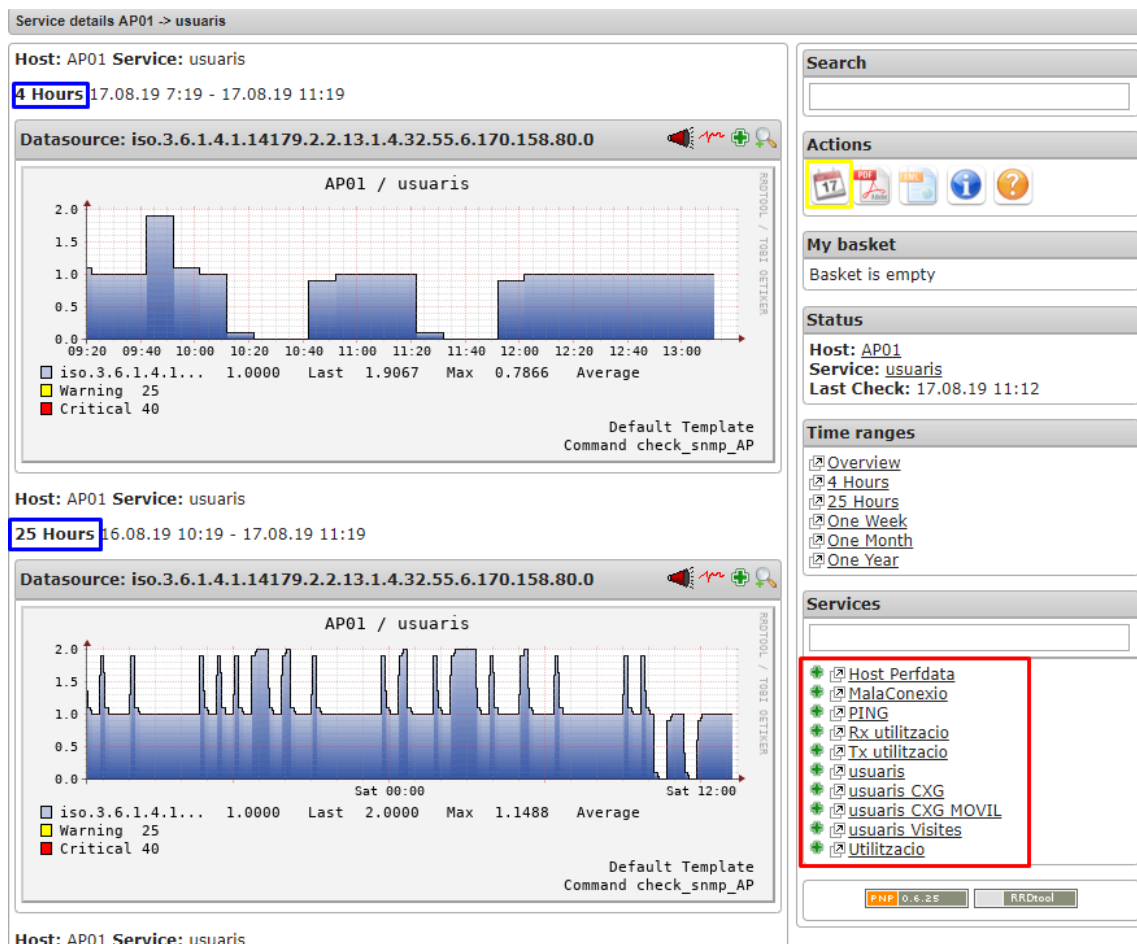 Service details AP01 -> usuaris
Host: AP01 Service: usuaris
4 Hours 17.08.19 7:19 - 17.08.19 11:19
Datasource: iso.3.6.1.4.1.14179.2.2.13.1.4.32.55.6.170.158.80.0
AP01 / usuaris
RRDTOOL / TOBI OETIKER
2.0
1.5
1.0
0.5
0.0
09:20 09:40 10:00 10:20 10:40 11:00 11:20 11:40 12:00 12:20 12:40 13:00
iso.3.6.1.4.1... 1.0000 Last 1.9067 Max 0.7866 Average
Warning 25
Critical 40
Default Template
Command check_snmp_AP
Host: AP01 Service: usuaris
25 Hours 16.08.19 10:19 - 17.08.19 11:19
Datasource: iso.3.6.1.4.1.14179.2.2.13.1.4.32.55.6.170.158.80.0
AP01 / usuaris
RRDTOOL / TOBI OETIKER
2.0
1.5
1.0
0.5
0.0
Sat 00:00 Sat 12:00
iso.3.6.1.4.1... 1.0000 Last 2.0000 Max 1.1488 Average
Warning 25
Critical 40
Default Template
Command check_snmp_AP
Host: AP01 Service: usuaris
Search
Actions
17
PDF
Adobe
XML
My basket
Basket is empty
Status
Host: AP01
Service: usuaris
Last Check: 17.08.19 11:12
Time ranges
Overview
4 Hours
25 Hours
One Week
One Month
One Year
Services
Host Perfdata
MalaConexio
PING
Rx utilitzacio
Tx utilitzacio
usuaris
usuaris CXG
usuaris CXG MOVIL
usuaris Visites
Utilitzacio
PNP 0.6.25
RRDtool